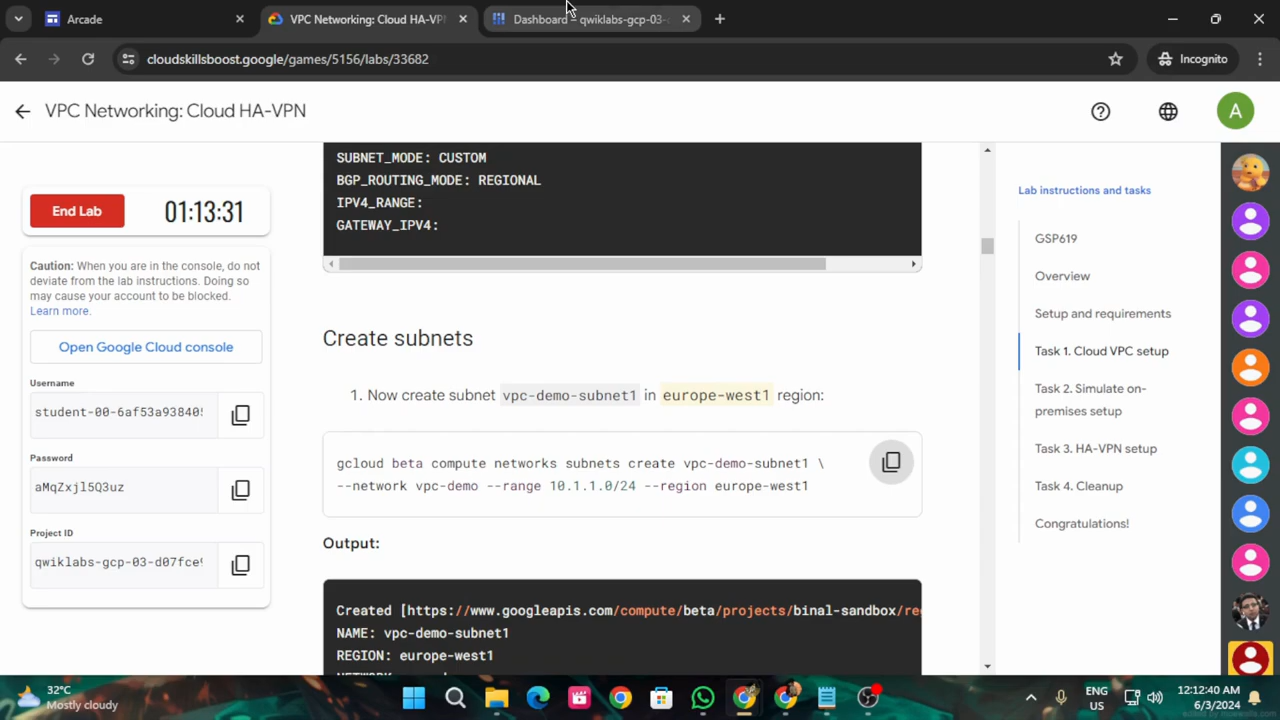 Arcade
VPC Networking: Cloud HA-VPN
Dashboard – qwiklabs-gcp-03-
cloudskillsboost.google/games/5156/labs/33682
Incognito
VPC Networking: Cloud HA-VPN
A
End Lab
01:13:31
Caution: When you are in the console, do not
deviate from the lab instructions. Doing so
may cause your account to be blocked.
Learn more.
Open Google Cloud console
Username
student-00-6af53a938405
Password
aMqZxjl5Q3uz
Project ID
qwiklabs-gcp-03-d07fce9
SUBNET_MODE: CUSTOM
BGP_ROUTING_MODE: REGIONAL
IPV4_RANGE:
GATEWAY_IPV4:
Create subnets
1. Now create subnet vpc-demo-subnet1 in europe-west1 region:
gcloud beta compute networks subnets create vpc-demo-subnet1 \
--network vpc-demo --range 10.1.1.0/24 --region europe-west1
Output:
Created [https://www.googleapis.com/compute/beta/projects/binal-sandbox/reg
NAME: vpc-demo-subnet1
REGION: europe-west1
Lab instructions and tasks
GSP619
Overview
Setup and requirements
Task 1. Cloud VPC setup
Task 2. Simulate on-
premises setup
Task 3. HA-VPN setup
Task 4. Cleanup
Congratulations!
32°C
Mostly cloudy
ENG
US
12:12:40 AM
6/3/2024